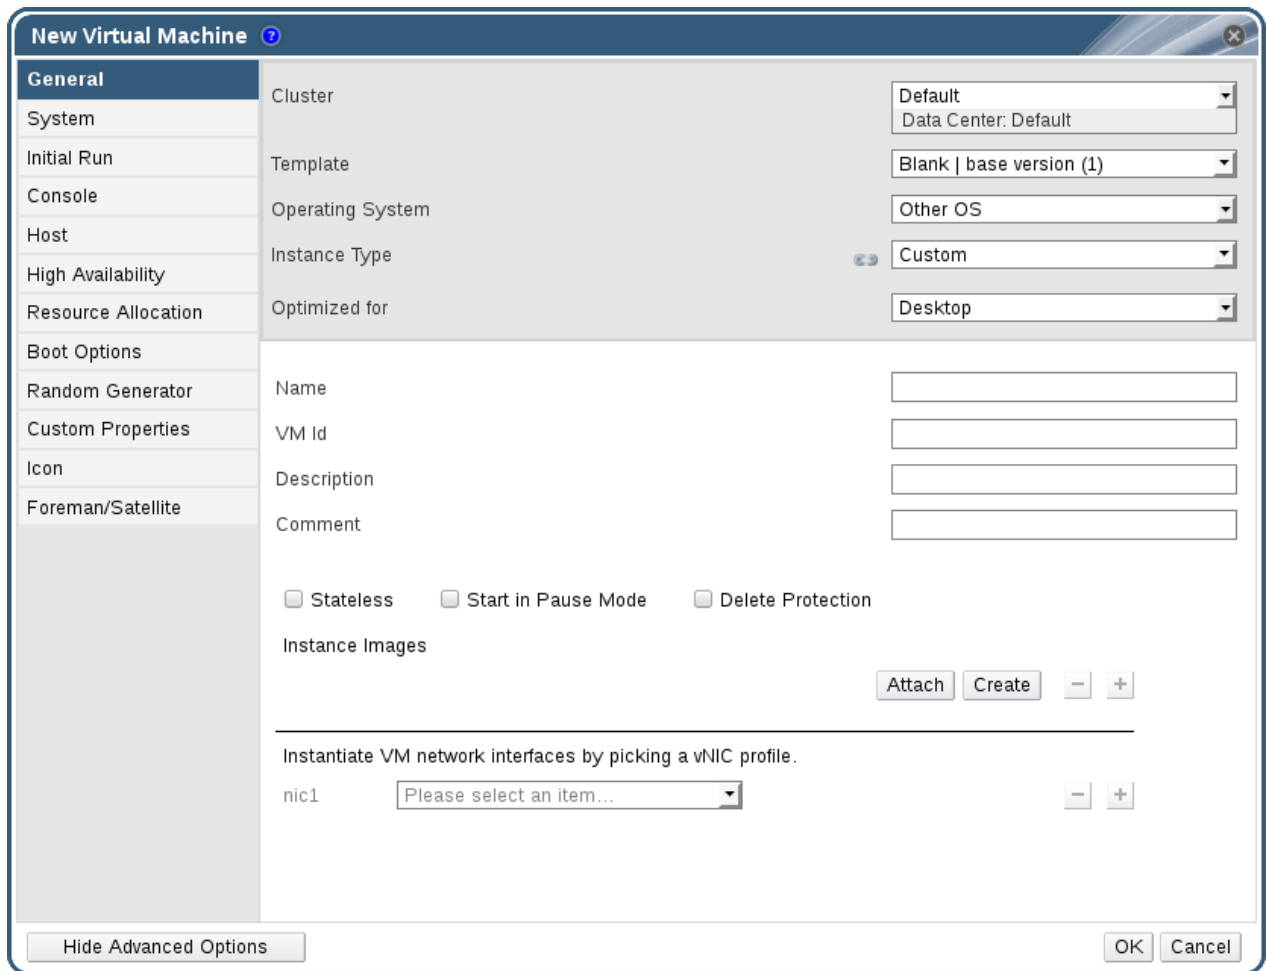 New Virtual Machine ?
General
System
Initial Run
Console
Host
High Availability
Resource Allocation
Boot Options
Random Generator
Custom Properties
Icon
Foreman/Satellite
Cluster Default
Data Center: Default
Template Blank | base version (1)
Operating System Other OS
Instance Type Custom
Optimized for Desktop
Name
VM Id
Description
Comment
Stateless Start in Pause Mode Delete Protection
Instance Images
Attach Create − +
Instantiate VM network interfaces by picking a vNIC profile.
nic1 Please select an item... − +
Hide Advanced Options OK Cancel